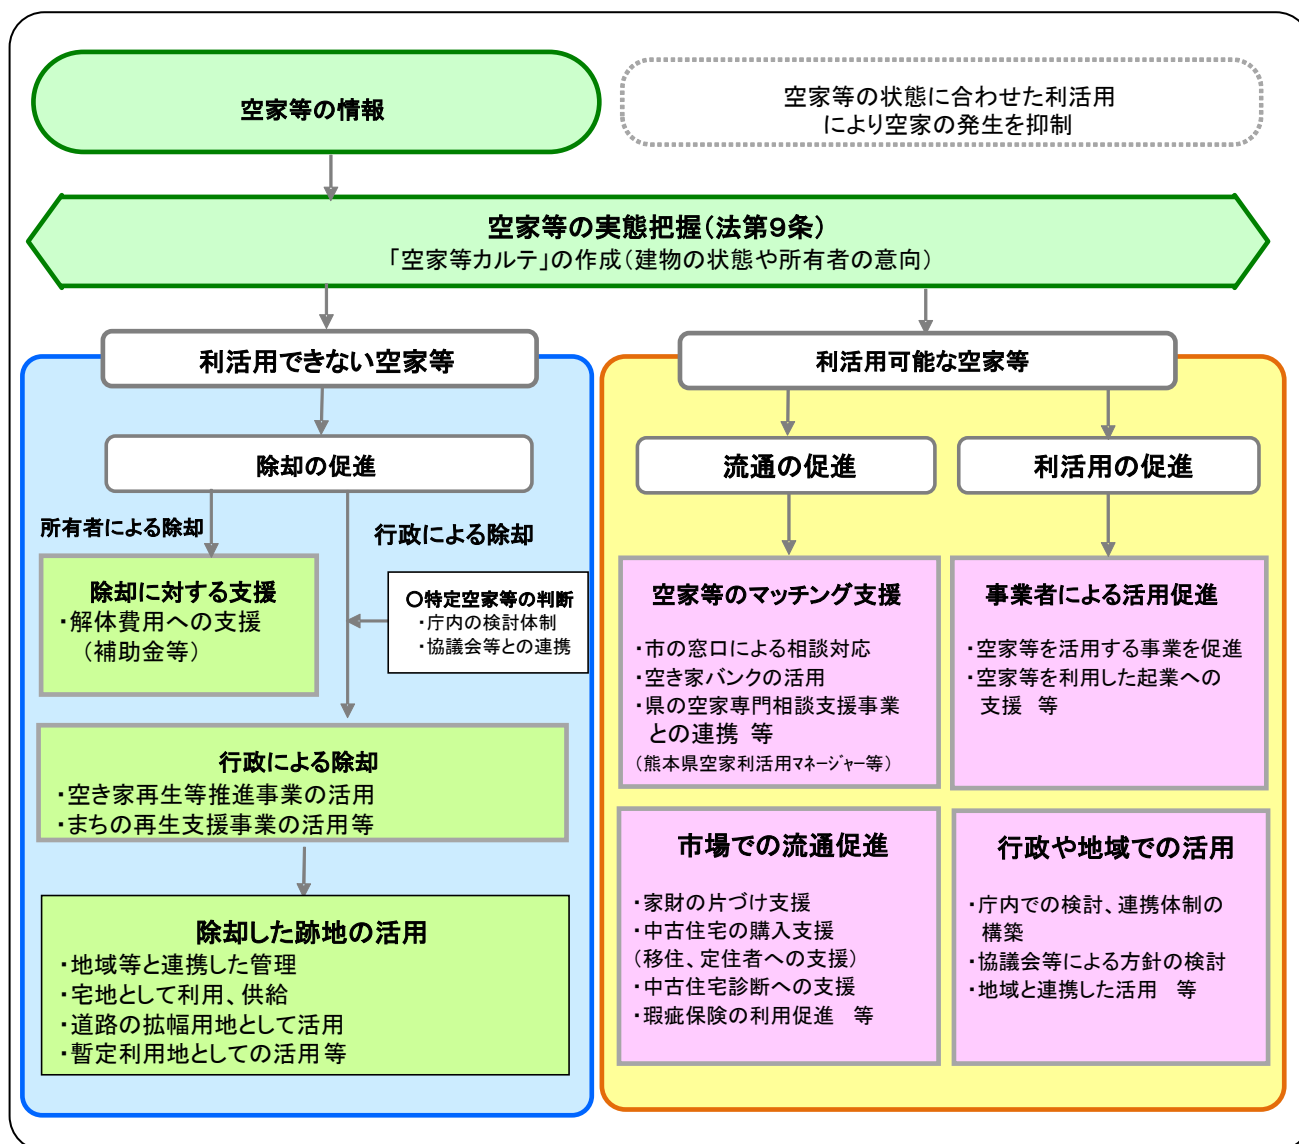 空家等の情報
空家等の状態に合わせた利活用
により空家の発生を抑制
空家等の実態把握(法第9条)
「空家等カルテ」の作成(建物の状態や所有者の意向)
利活用できない空家等
除却の促進
所有者による除却
行政による除却
除却に対する支援
・解体費用への支援
(補助金等)
〇特定空家等の判断
・庁内の検討体制
・協議会等との連携
行政による除却
・空き家再生等推進事業の活用
・まちの再生支援事業の活用等
除却した跡地の活用
・地域等と連携した管理
・宅地として利用、供給
・道路の拡幅用地として活用
・暫定利用地としての活用等
利活用可能な空家等
流通の促進
利活用の促進
空家等のマッチング支援
・市の窓口による相談対応
・空き家バンクの活用
・県の空家専門相談支援事業
との連携 等
(熊本県空家利活用マネージャー等)
事業者による活用促進
・空家等を活用する事業を促進
・空家等を利用した起業への
支援 等
市場での流通促進
・家財の片づけ支援
・中古住宅の購入支援
(移住、定住者への支援)
・中古住宅診断への支援
・瑕疵保険の利用促進 等
行政や地域での活用
・庁内での検討、連携体制の
構築
・協議会等による方針の検討
・地域と連携した活用 等